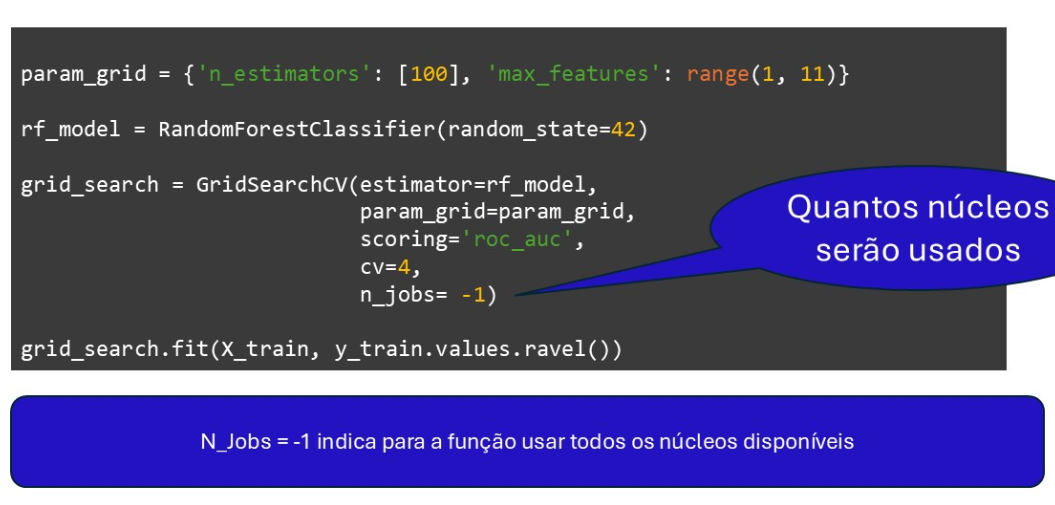 param_grid = {'n_estimators': [100], 'max_features': range(1, 11)}
rf_model = RandomForestClassifier(random_state=42)
grid_search = GridSearchCV(estimator=rf_model,
param_grid=param_grid,
scoring='roc_auc',
cv=4,
n_jobs= -1)
grid_search.fit(X_train, y_train.values.ravel())
Quantos núcleos
serão usados
N_Jobs = -1 indica para a função usar todos os núcleos disponíveis